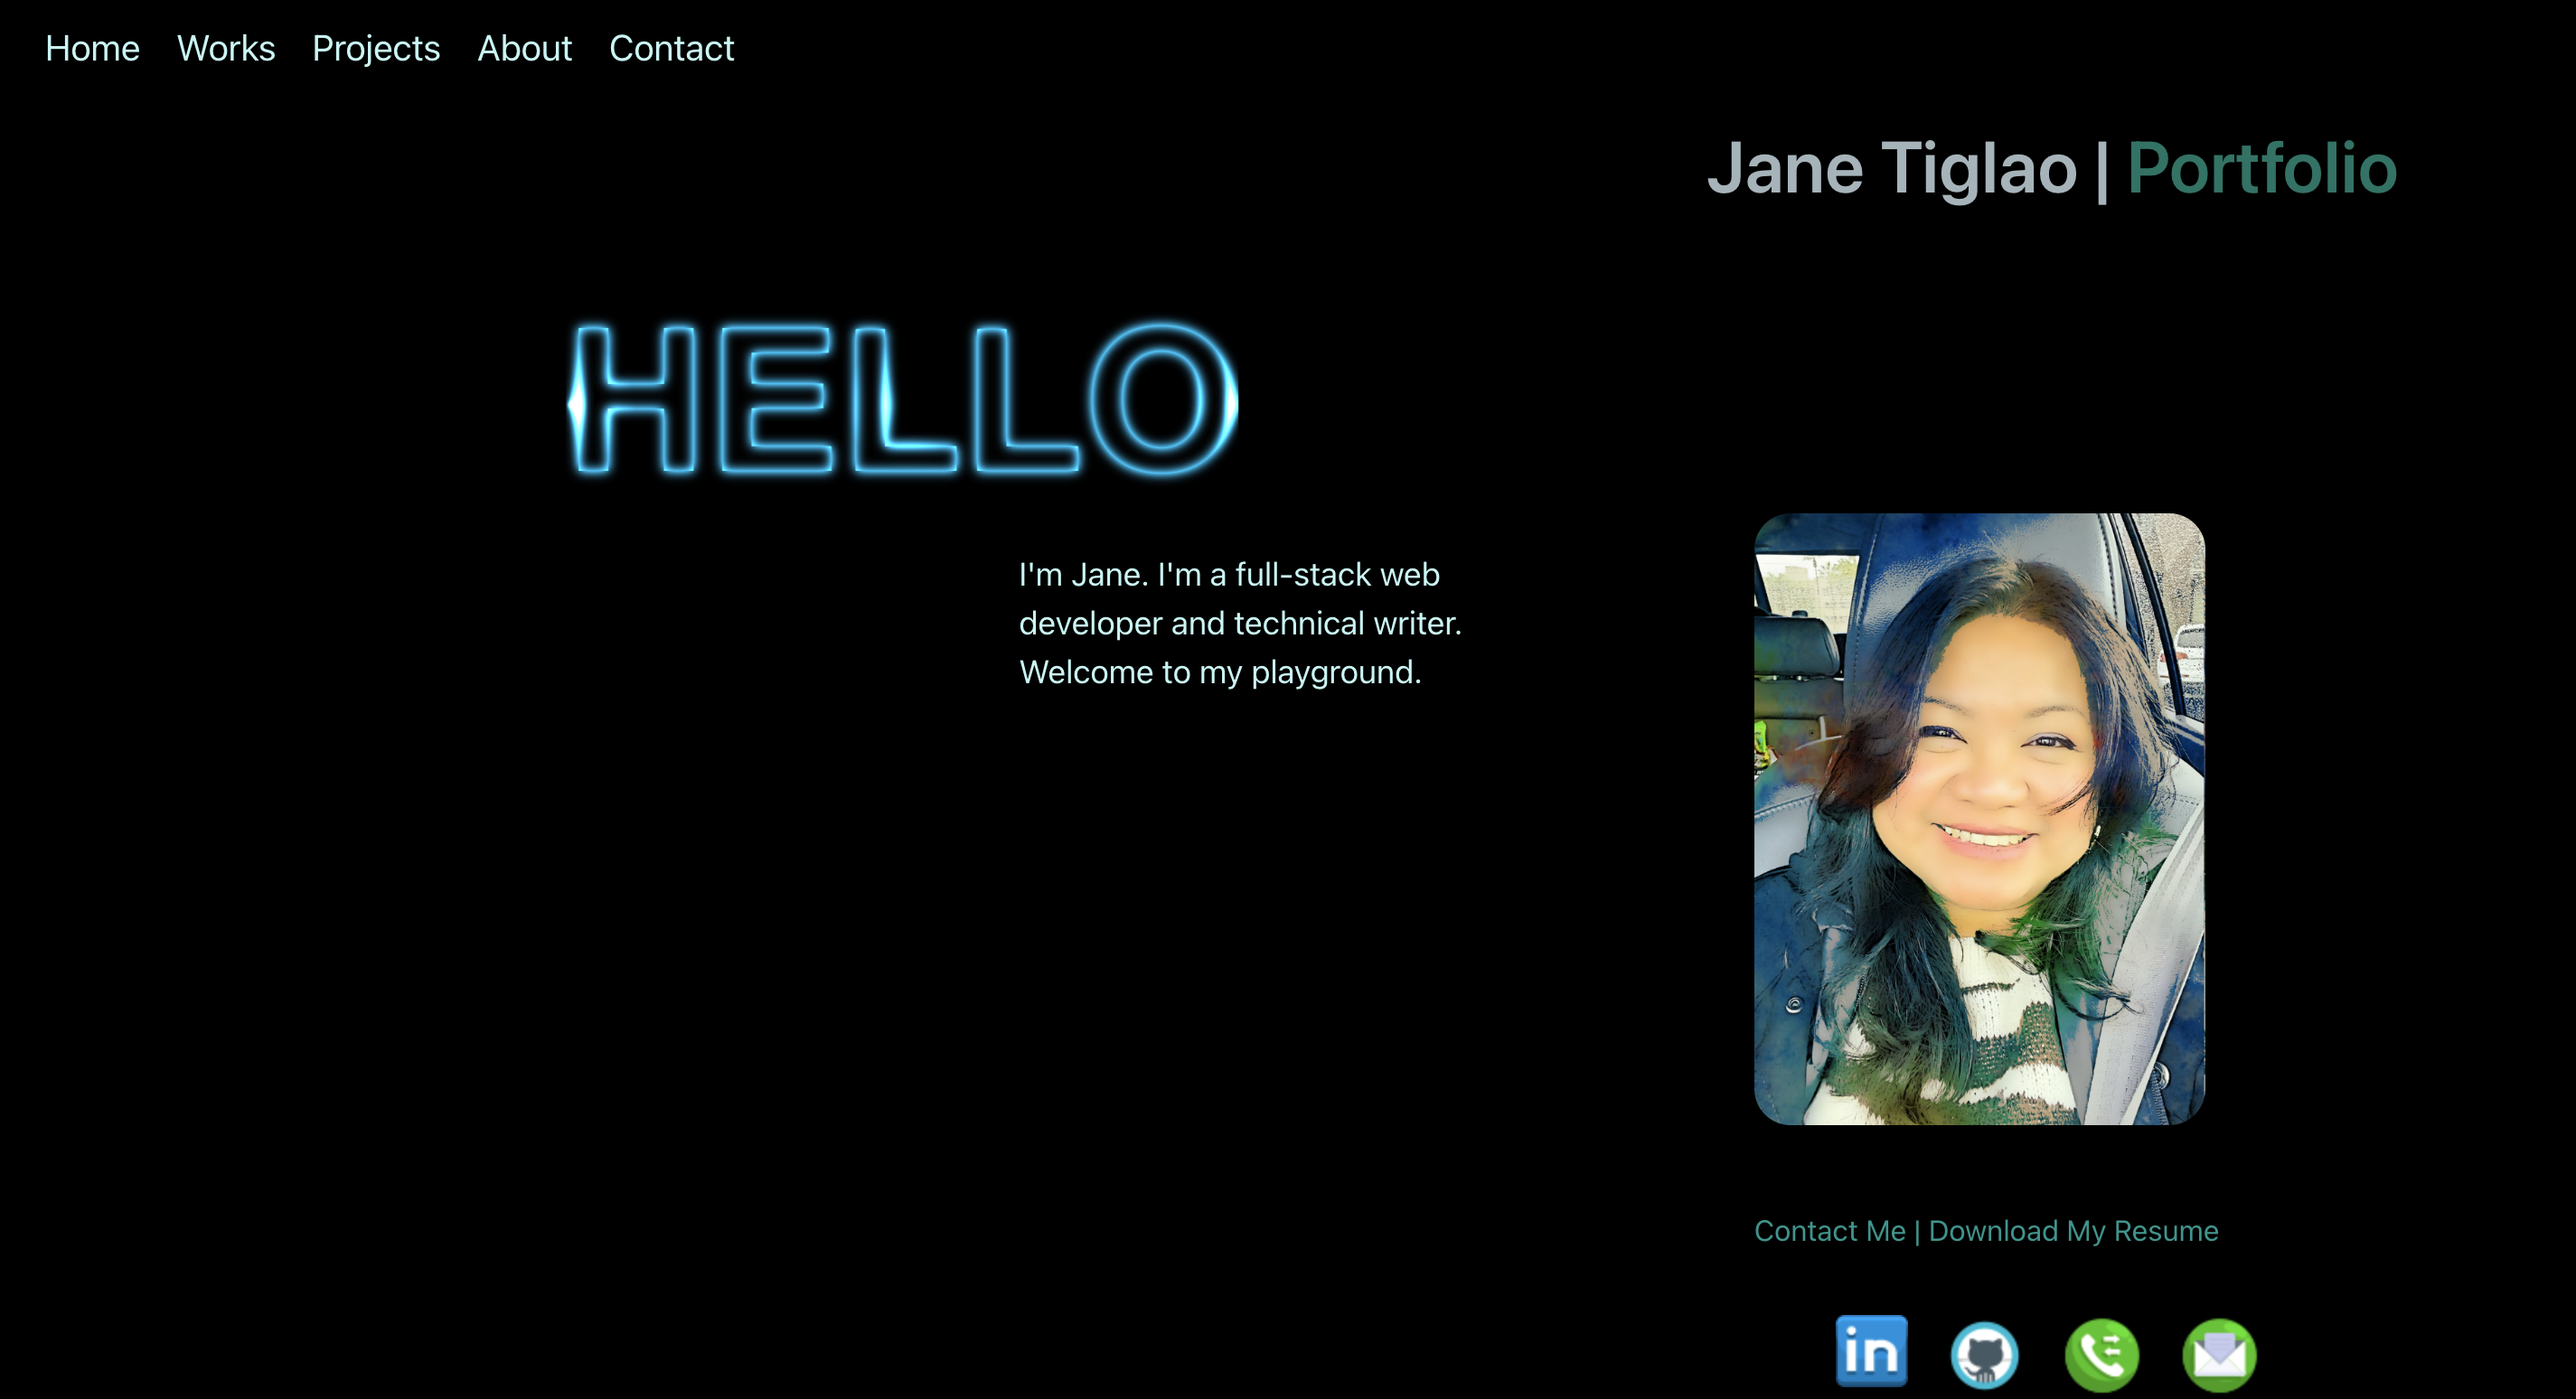 Home Works Projects About Contact
Jane Tiglao | Portfolio
HELLO
I'm Jane. I'm a full-stack web
developer and technical writer.
Welcome to my playground.
Contact Me | Download My Resume
in